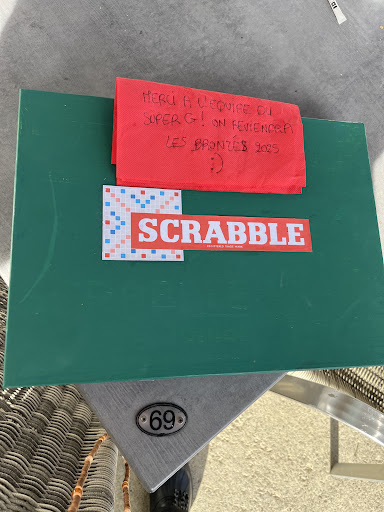 MERCI À L'EQUIPE DU
SUPER G! ON REVIENDRA!
LES BRONZÉS 2025
;)
SCRABBLE
69